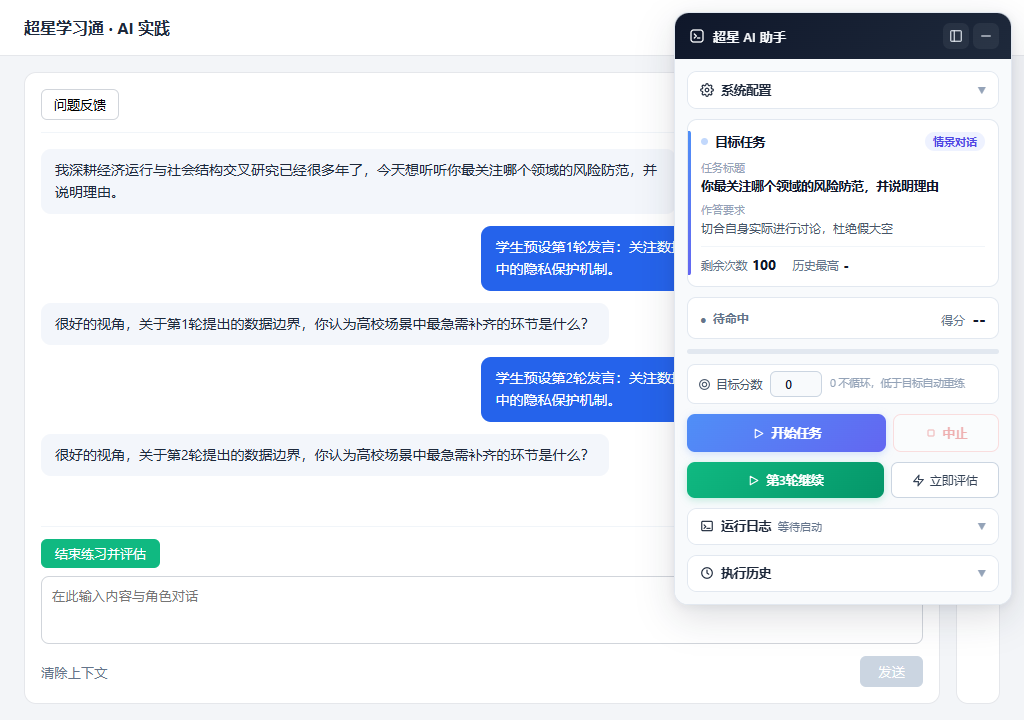 超星学习通 · AI 实践
问题反馈
我深耕经济运行与社会结构交叉研究已经很多年了，今天想听听你最关注哪个领域的风险防范，并
说明理由。
学生预设第1轮发言：关注数
中的隐私保护机制。
很好的视角，关于第1轮提出的数据边界，你认为高校场景中最急需补齐的环节是什么？
学生预设第2轮发言：关注数
中的隐私保护机制。
很好的视角，关于第2轮提出的数据边界，你认为高校场景中最急需补齐的环节是什么？
结束练习并评估
在此输入内容与角色对话
清除上下文
发送
超星 AI 助手
系统配置
目标任务
情景对话
任务标题
你最关注哪个领域的风险防范，并说明理由
作答要求
切合自身实际进行讨论，杜绝假大空
剩余次数 100 历史最高 -
待命中
得分 --
目标分数 0 0 不循环，低于目标自动重练
开始任务
中止
第3轮继续
立即评估
运行日志 等待启动
执行历史